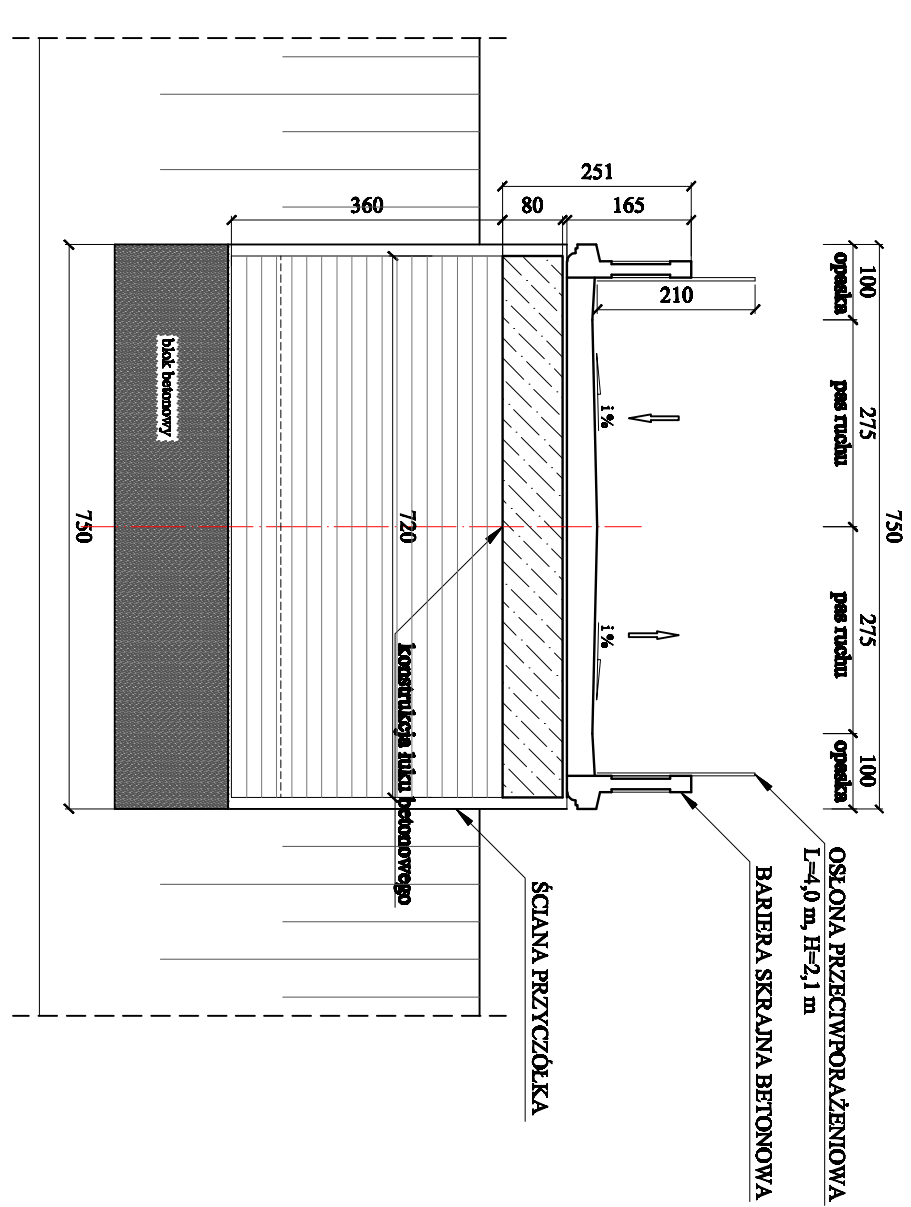 750
100
275
275
100
opaska
pas ruchu
pas ruchu
opaska
OSŁONA PRZECIWPORAŻENIOWA
L=4,0 m, H=2,1 m
BARIERA SKRAJNA BETONOWA
210
i %
i %
165
251
80
360
ŚCIANA PRZYCZÓŁKA
720
konstrukcja łuku betonowego
blok betonowy
750